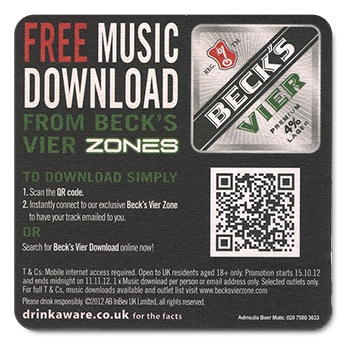 FREE MUSIC
DOWNLOAD
FROM BECK'S
VIER ZONES
REG. T.M.
BECK'S
VIER
PREMIUM
4%
LAGER
TO DOWNLOAD SIMPLY
1. Scan the QR code.
2. Instantly connect to our exclusive Beck's Vier Zone
to have your track emailed to you.
OR
Search for Beck's Vier Download online now!
T & Cs: Mobile internet access required. Open to UK residents aged 18+ only. Promotion starts 15.10.12
and ends midnight on 11.11.12. 1 x Music download per person or email address only. Selected outlets only.
For full T & Cs, music downloads available and outlet list visit www.becksvierzone.com
Please drink responsibly. ©2012 AB InBev UK Limited, all rights reserved.
drinkaware.co.uk for the facts
Admedia Beer Mats: 020 7580 3633